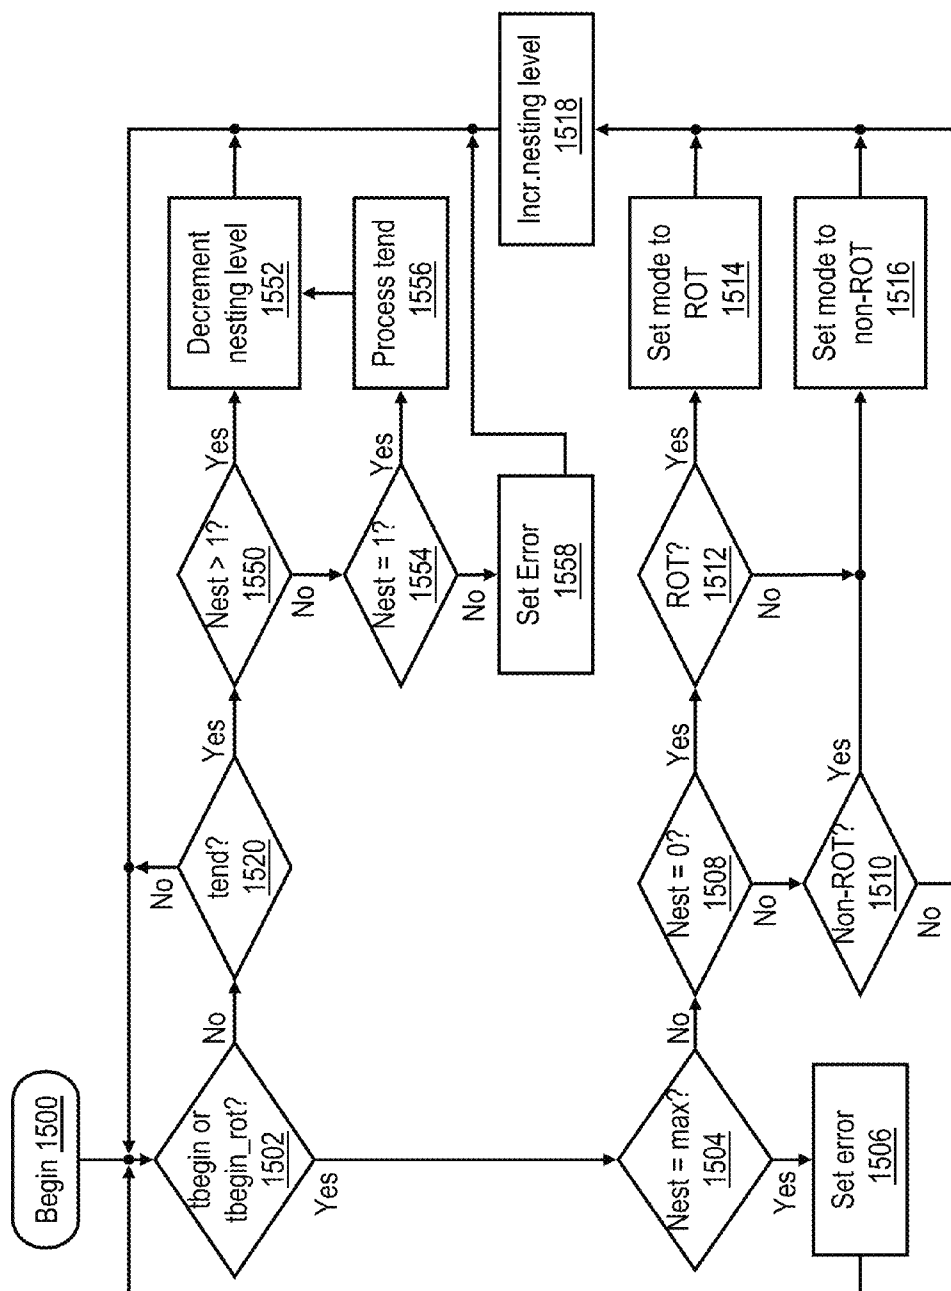 Begin 1500
tbegin or
tbegin_rot?
1502
No
Yes
tend?
1520
No
Yes
Nest > 1?
1550
Yes
No
Decrement
nesting level
1552
Nest = 1?
1554
Yes
No
Process tend
1556
Set Error
1558
Incr.nesting level
1518
Nest = max?
1504
No
Yes
Set error
1506
Nest = 0?
1508
Yes
No
ROT?
1512
Yes
No
Set mode to
ROT
1514
Non-ROT?
1510
Yes
No
Set mode to
non-ROT
1516